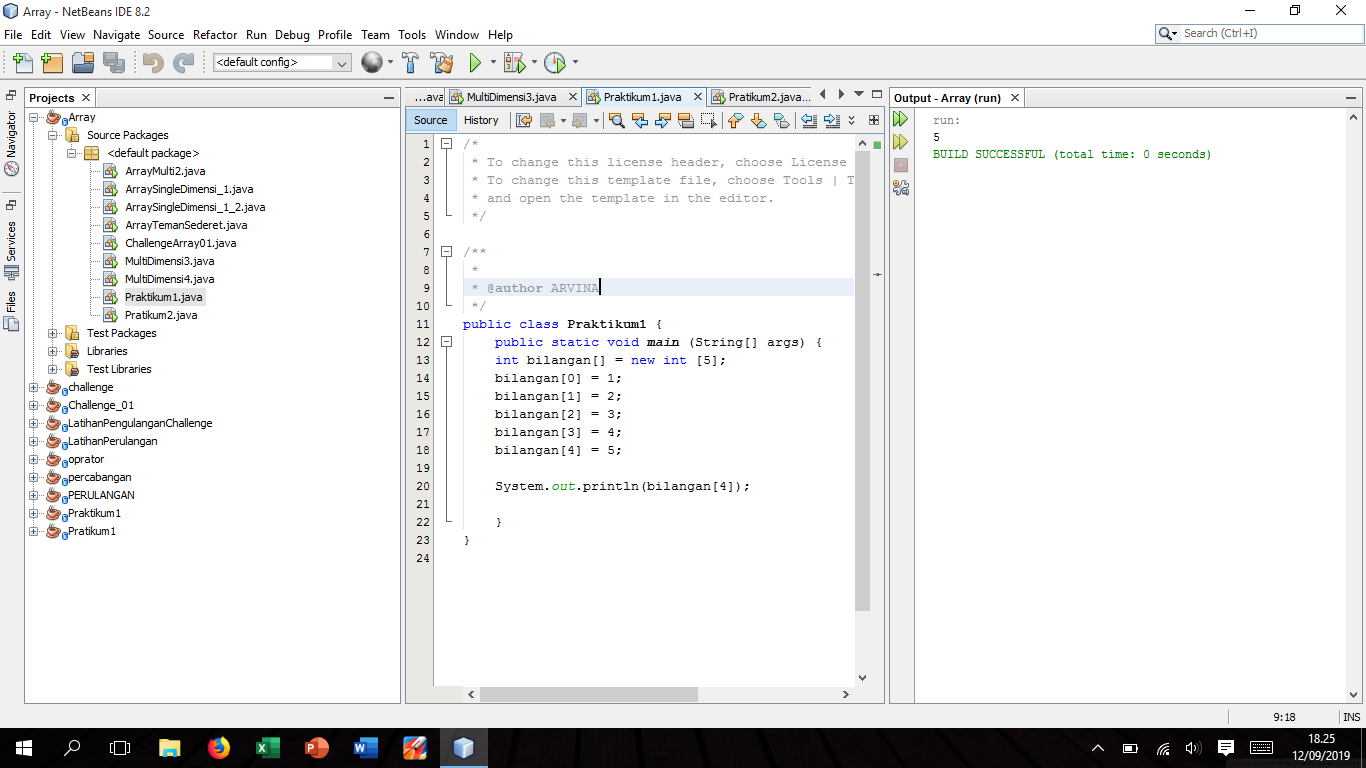 Array - NetBeans IDE 8.2
File Edit View Navigate Source Refactor Run Debug Profile Team Tools Window Help
Search (Ctrl+I)
<default config>
Navigator
Services
Files
Projects
Array
Source Packages
<default package>
ArrayMulti2.java
ArraySingleDimensi_1.java
ArraySingleDimensi_1_2.java
ArrayTemanSederet.java
ChallengeArray01.java
MultiDimensi3.java
MultiDimensi4.java
Praktikum1.java
Pratikum2.java
Test Packages
Libraries
Test Libraries
challenge
Challenge_01
LatihanPengulanganChallenge
LatihanPerulangan
oprator
percabangan
PERULANGAN
Praktikum1
Pratikum1
...ava MultiDimensi3.java Praktikum1.java Pratikum2.java...
Source History
1 /*
2 * To change this license header, choose License
3 * To change this template file, choose Tools | T
4 * and open the template in the editor.
5 */
6
7 /**
8 *
9 * @author ARVINA
10 */
11 public class Praktikum1 {
12 public static void main (String[] args) {
13 int bilangan[] = new int [5];
14 bilangan[0] = 1;
15 bilangan[1] = 2;
16 bilangan[2] = 3;
17 bilangan[3] = 4;
18 bilangan[4] = 5;
19
20 System.out.println(bilangan[4]);
21
22 }
23 }
24
Output - Array (run)
run:
5
BUILD SUCCESSFUL (total time: 0 seconds)
9:18 INS
18.25
12/09/2019